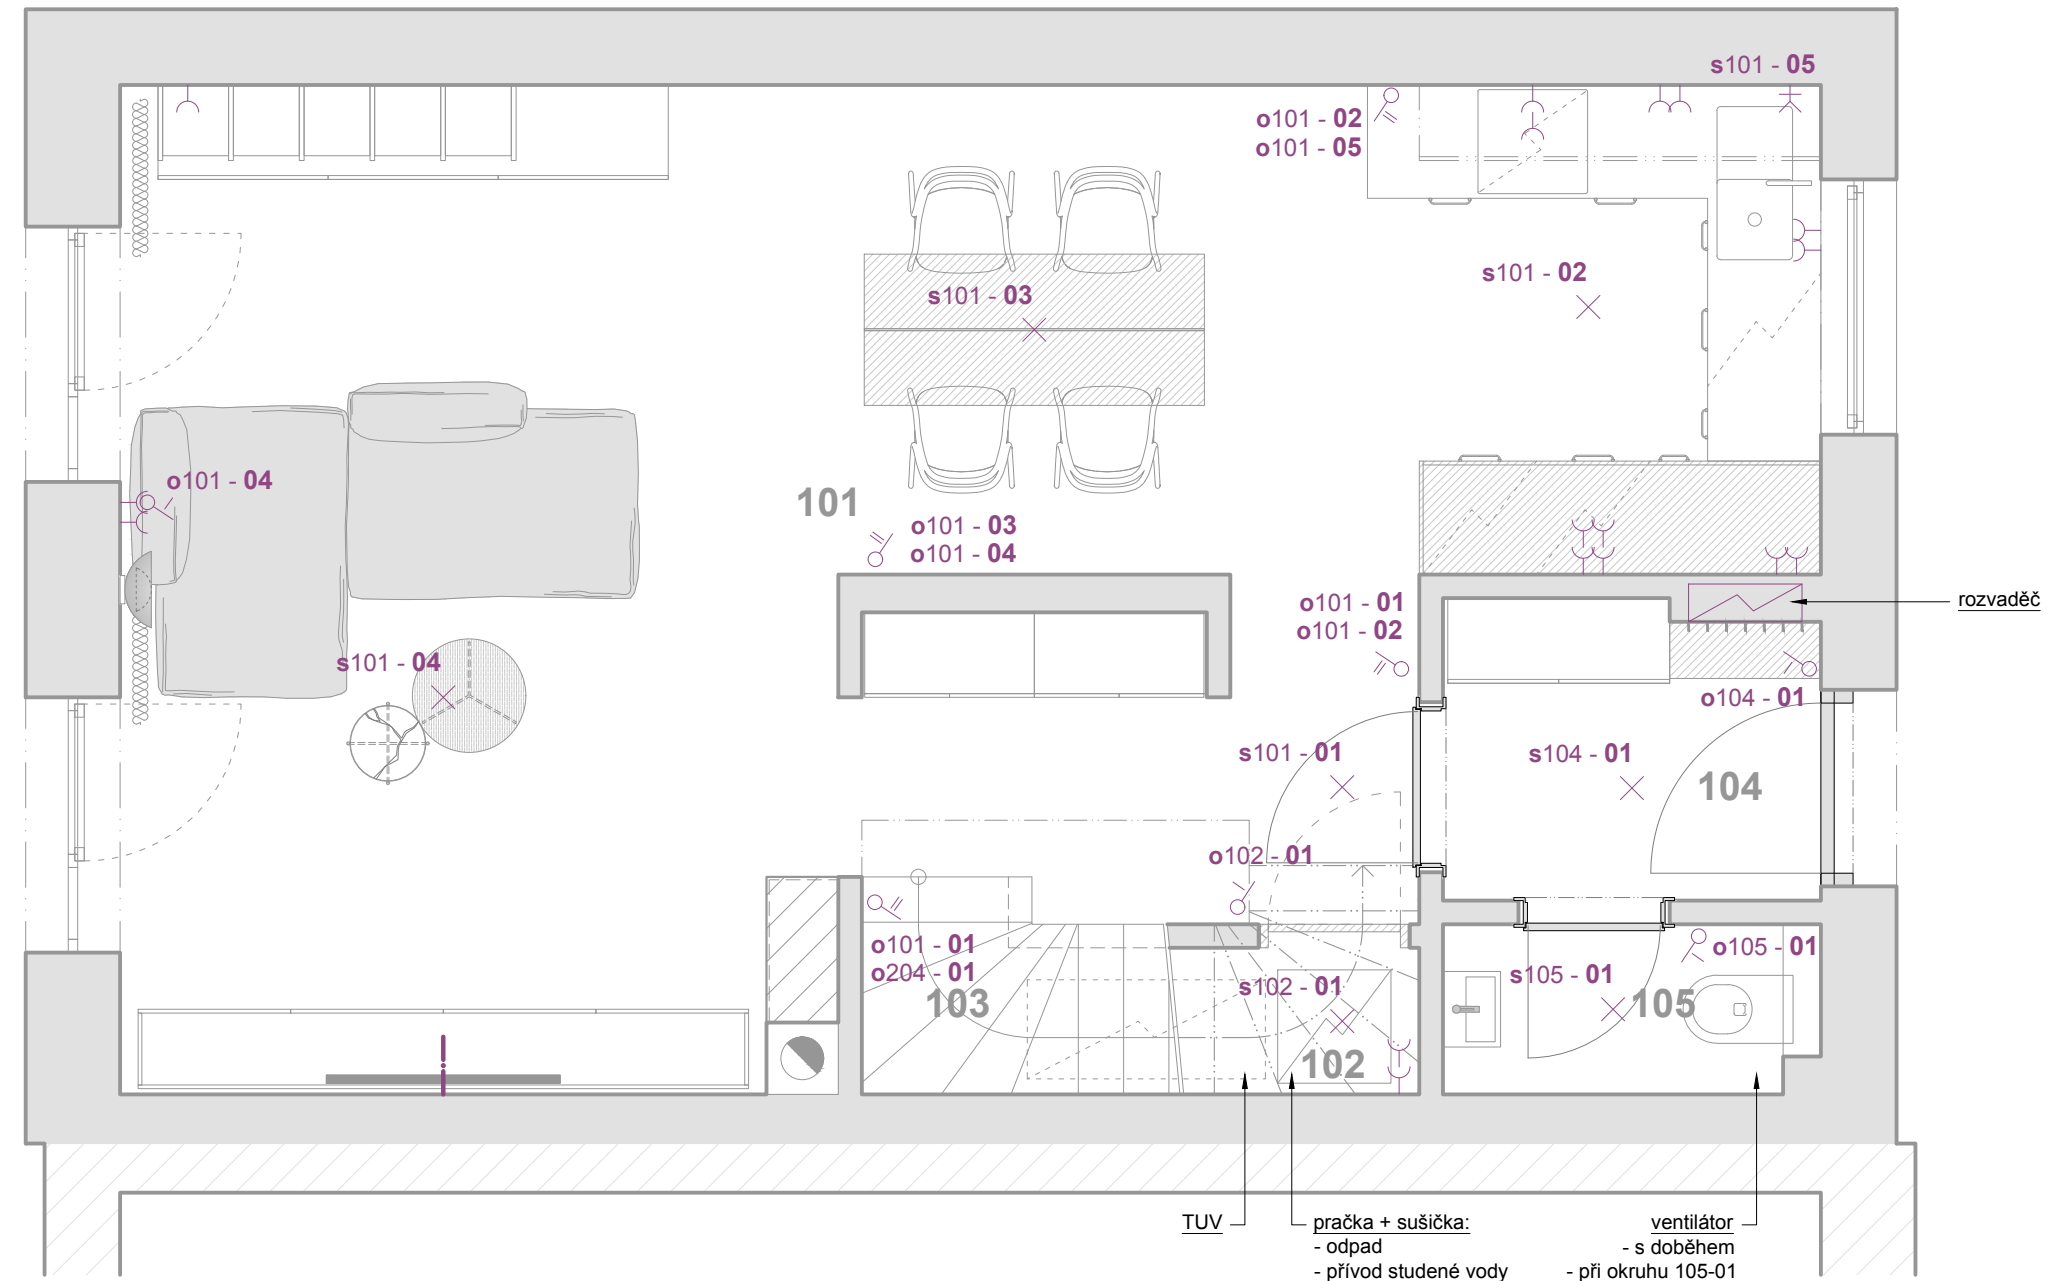 s101 - 05
o101 - 02
o101 - 05
s101 - 02
s101 - 03
o101 - 04
101
o101 - 03
o101 - 04
o101 - 01
o101 - 02
rozvaděč
s101 - 04
o104 - 01
s101 - 01
s104 - 01
104
o102 - 01
o101 - 01
o204 - 01
103
s102 - 01
102
o105 - 01
s105 - 01
105
TUV
pračka + sušička:
- odpad
- přívod studené vody
ventilátor
- s doběhem
- při okruhu 105-01